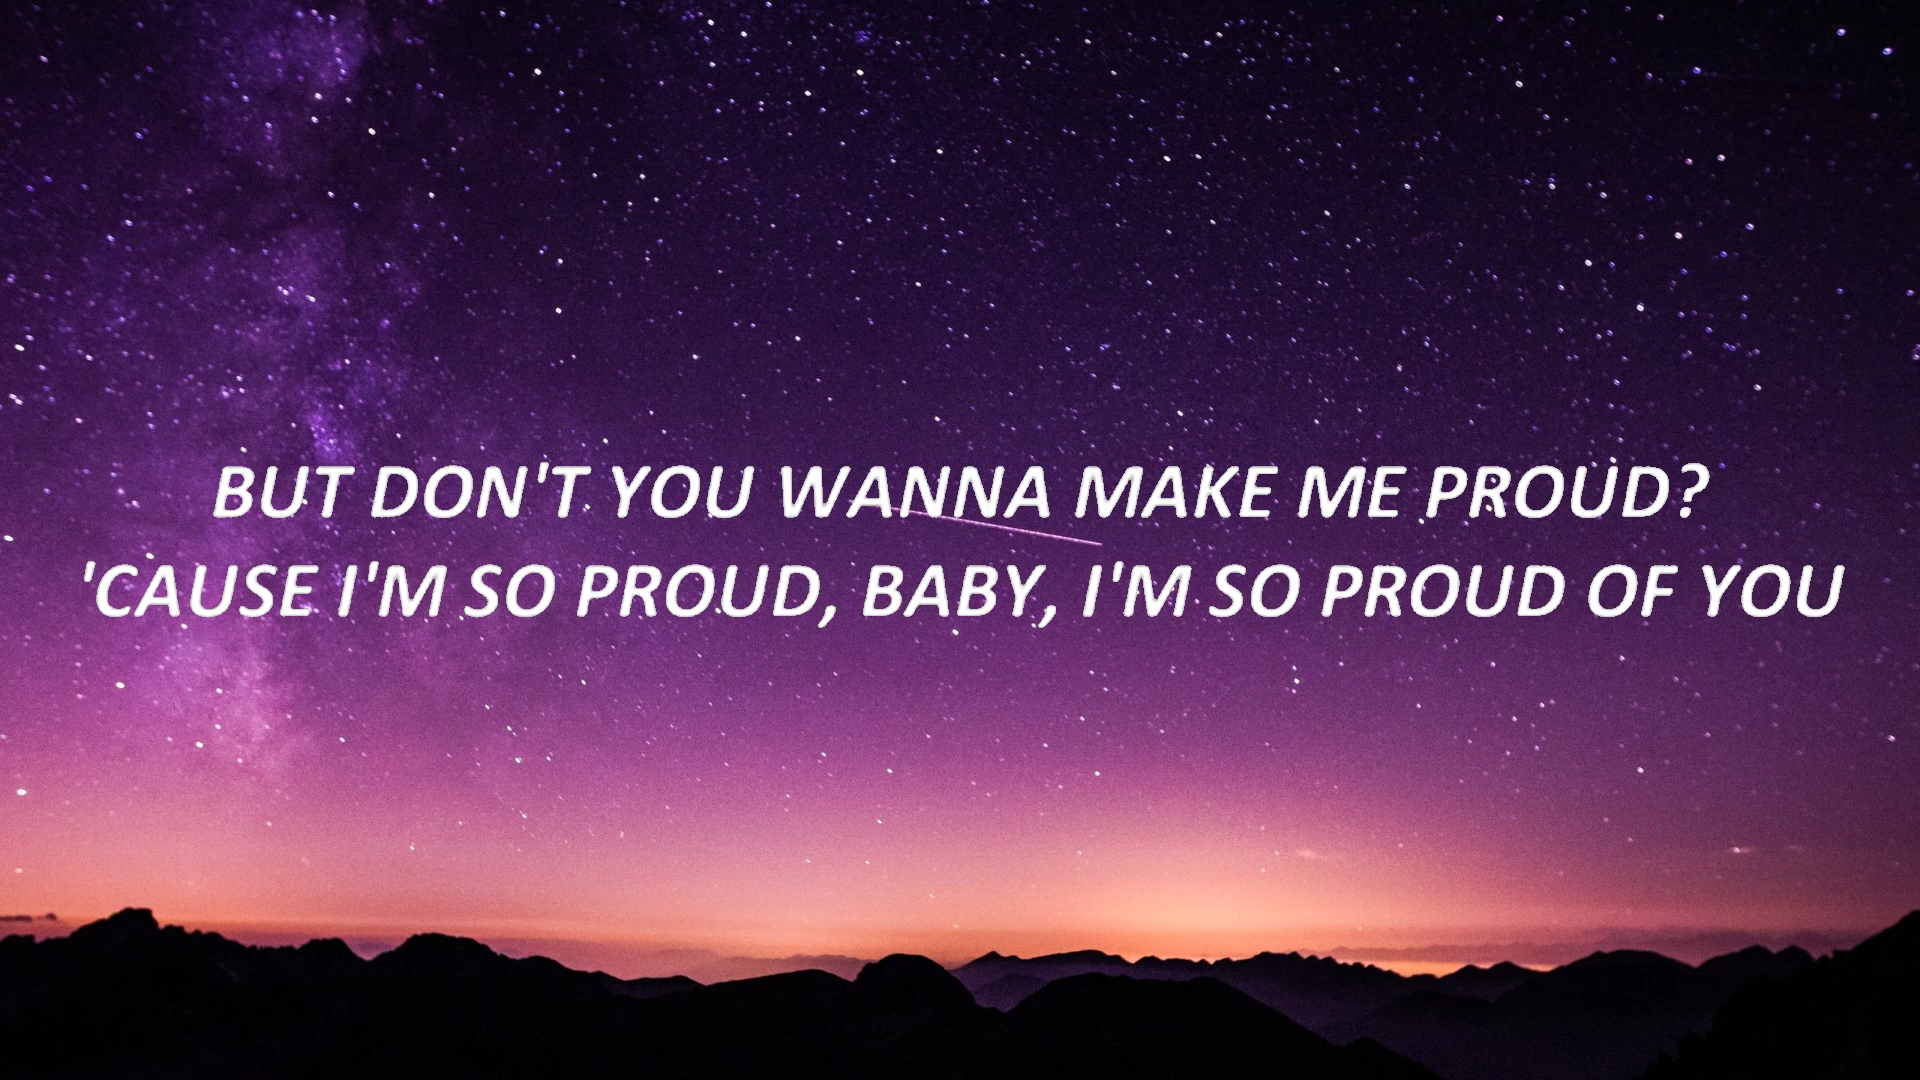 BUT DON'T YOU WANNA MAKE ME PROUD?
'CAUSE I'M SO PROUD, BABY, I'M SO PROUD OF YOU